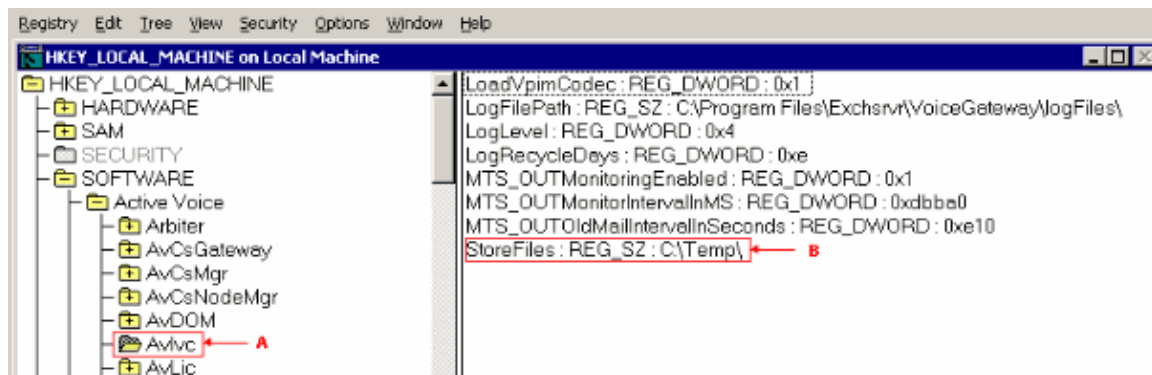 Registry Edit Tree View Security Options Window Help
HKEY_LOCAL_MACHINE on Local Machine
HKEY_LOCAL_MACHINE
HARDWARE
SAM
SECURITY
SOFTWARE
Active Voice
Arbiter
AvCsGateway
AvCsMgr
AvCsNodeMgr
AvDOM
AvIvc
A
AvLic
LoadVpimCodec : REG_DWORD : 0x1
LogFilePath : REG_SZ : C:\Program Files\Exchsrvr\VoiceGateway\logFiles\
LogLevel : REG_DWORD : 0x4
LogRecycleDays : REG_DWORD : 0xe
MTS_OUTMonitoringEnabled : REG_DWORD : 0x1
MTS_OUTMonitorIntervalInMS : REG_DWORD : 0xdbba0
MTS_OUTOldMailIntervalInSeconds : REG_DWORD : 0xe10
StoreFiles : REG_SZ : C:\Temp\
B